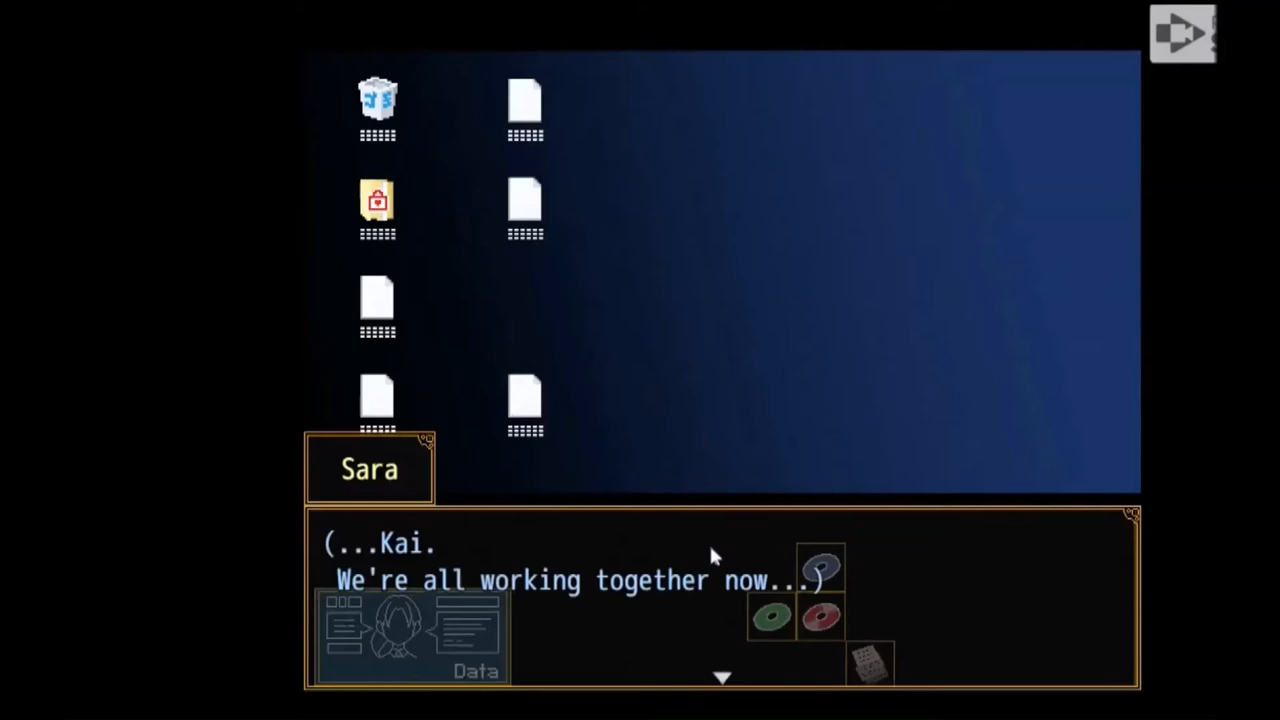 Sara
(...Kai.
We're all working together now...)
Data